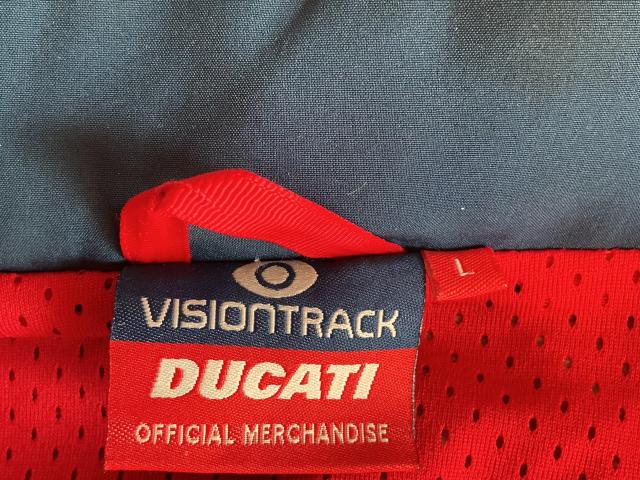 L
VISIONTRACK
DUCATI
OFFICIAL MERCHANDISE